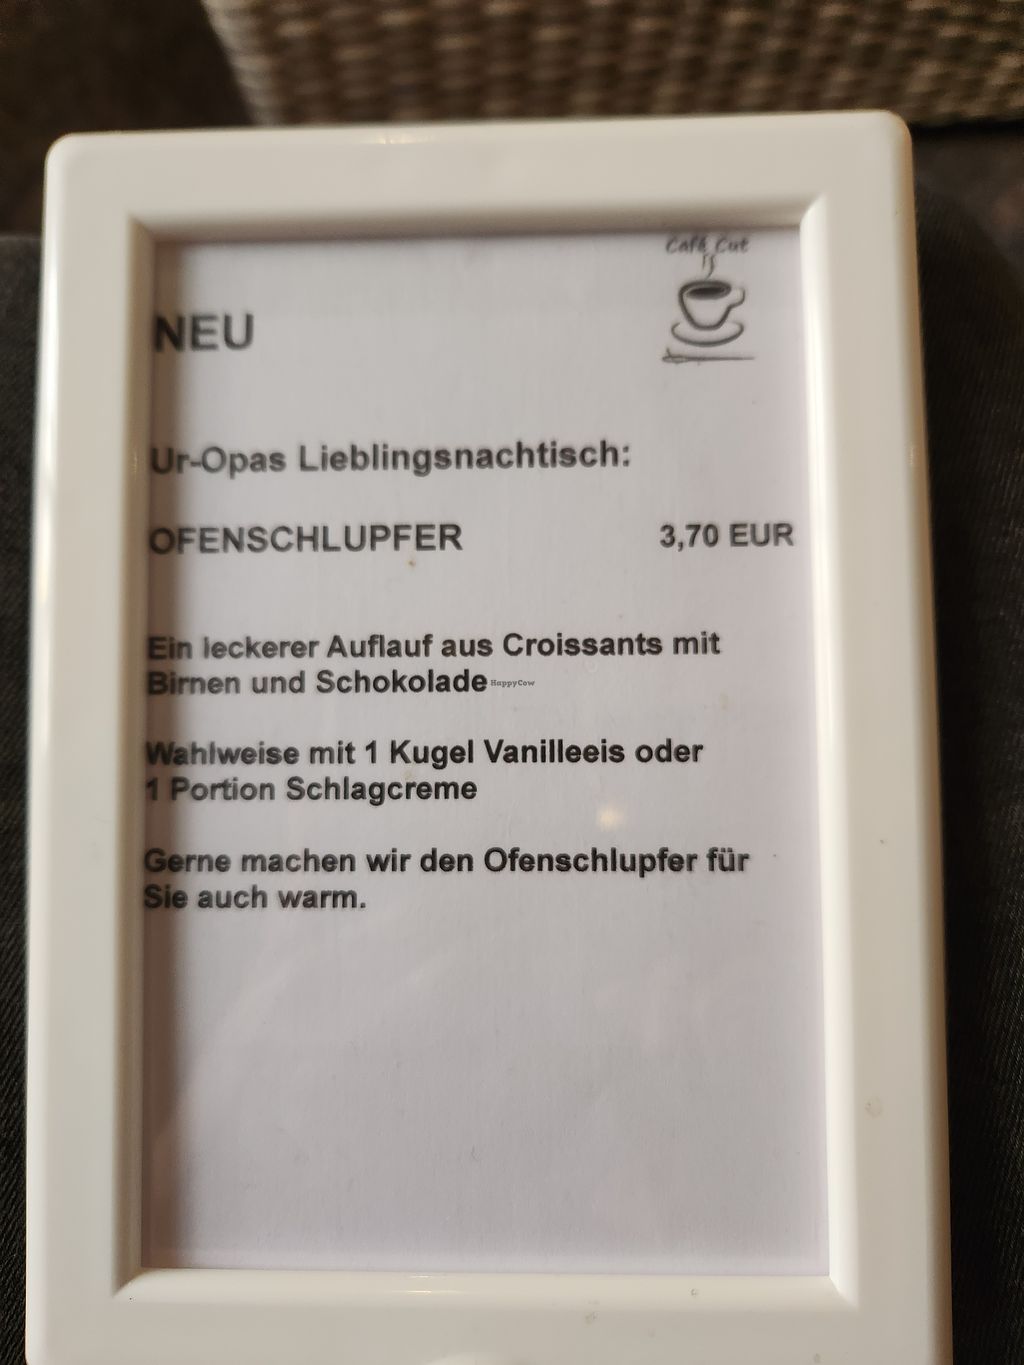 Café Cut
NEU
Ur-Opas Lieblingsnachtisch:
OFENSCHLUPFER 3,70 EUR
Ein leckerer Auflauf aus Croissants mit
Birnen und Schokolade
HappyCow
Wahlweise mit 1 Kugel Vanilleeis oder
1 Portion Schlagcreme
Gerne machen wir den Ofenschlupfer für
Sie auch warm.